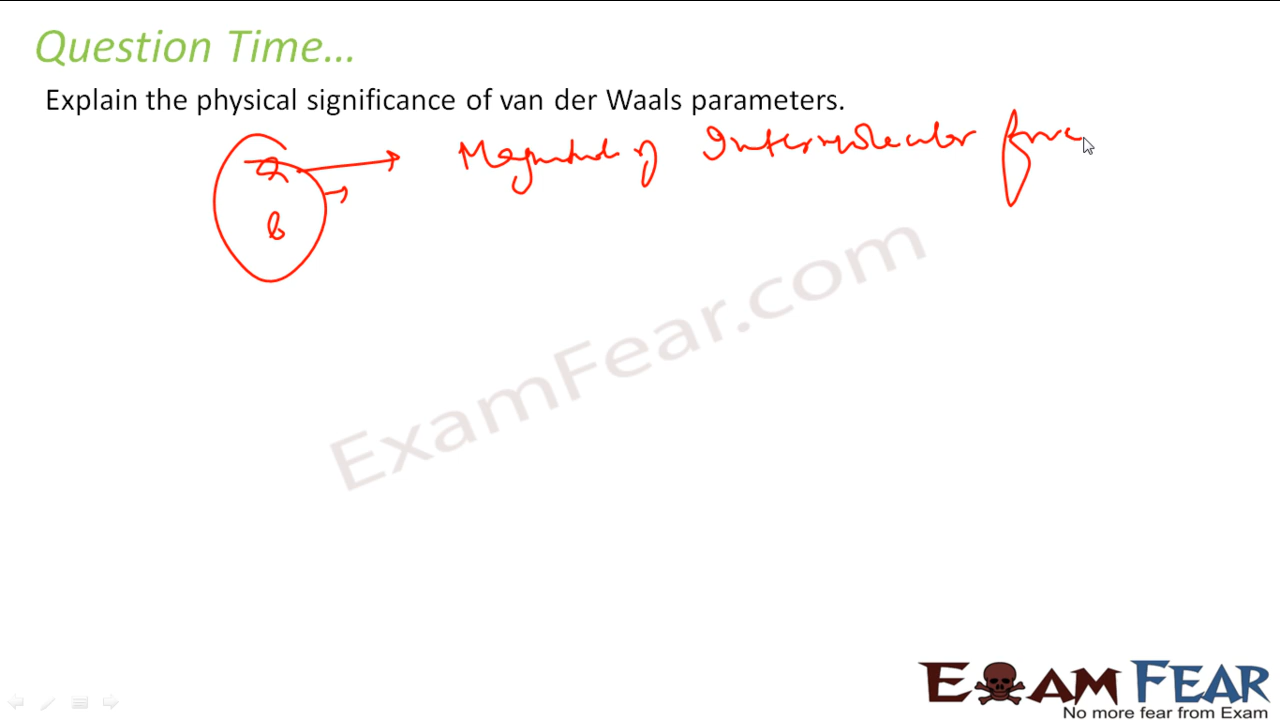 Question Time...
Explain the physical significance of van der Waals parameters.
a Magnitude of Intermolecular force
b
ExamFear.com
EXAM FEAR
No more fear from Exam